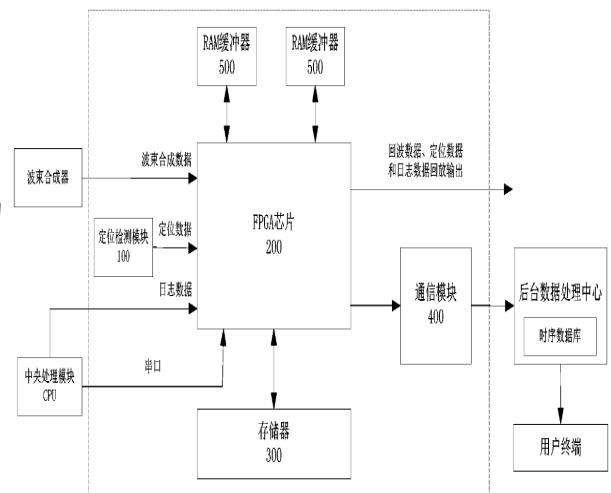 RAM缓冲器
500
RAM缓冲器
500
波束合成器
波束合成数据
回波数据、定位数据
和日志数据回放输出
FPGA芯片
200
定位检测模块
100
定位数据
日志数据
通信模块
400
后台数据处理中心
时序数据库
中央处理模块
CPU
串口
存储器
300
用户终端